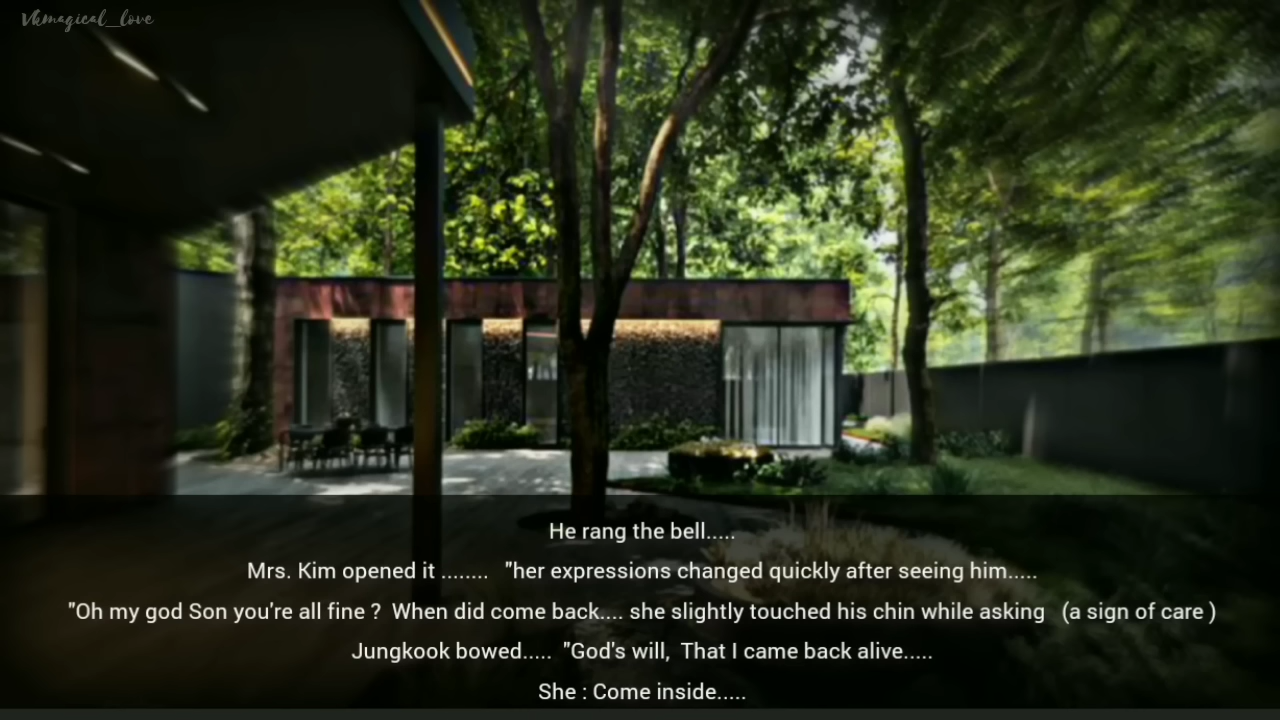 Vkmagical_love
He rang the bell.....
Mrs. Kim opened it ........ "her expressions changed quickly after seeing him.....
"Oh my god Son you're all fine ? When did come back.... she slightly touched his chin while asking (a sign of care )
Jungkook bowed..... "God's will, That I came back alive.....
She : Come inside.....